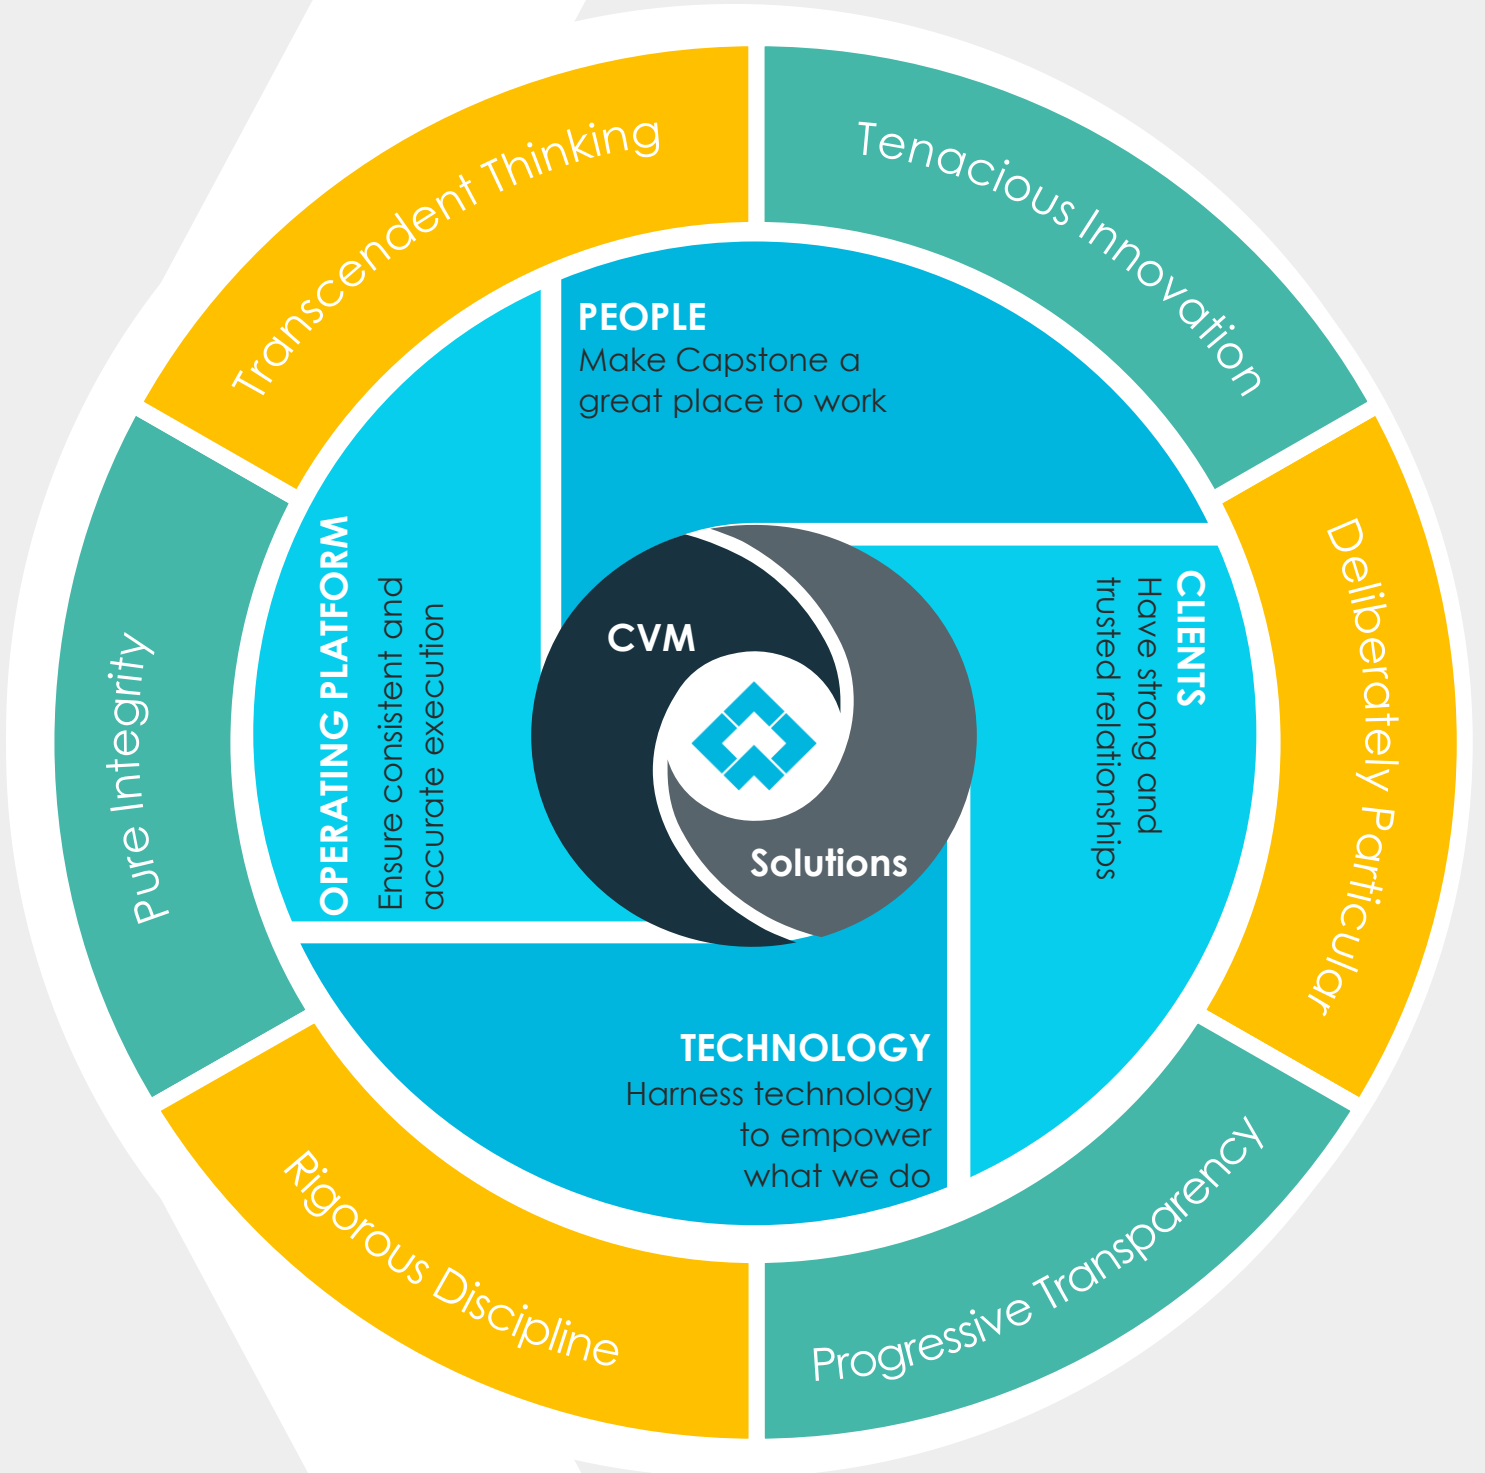 Transcendent Thinking
Tenacious Innovation
Deliberately Particular
Progressive Transparency
Rigorous Discipline
Pure Integrity
PEOPLE
Make Capstone a
great place to work
CLIENTS
Have strong and
trusted relationships
TECHNOLOGY
Harness technology
to empower
what we do
OPERATING PLATFORM
Ensure consistent and
accurate execution
CVM
Solutions